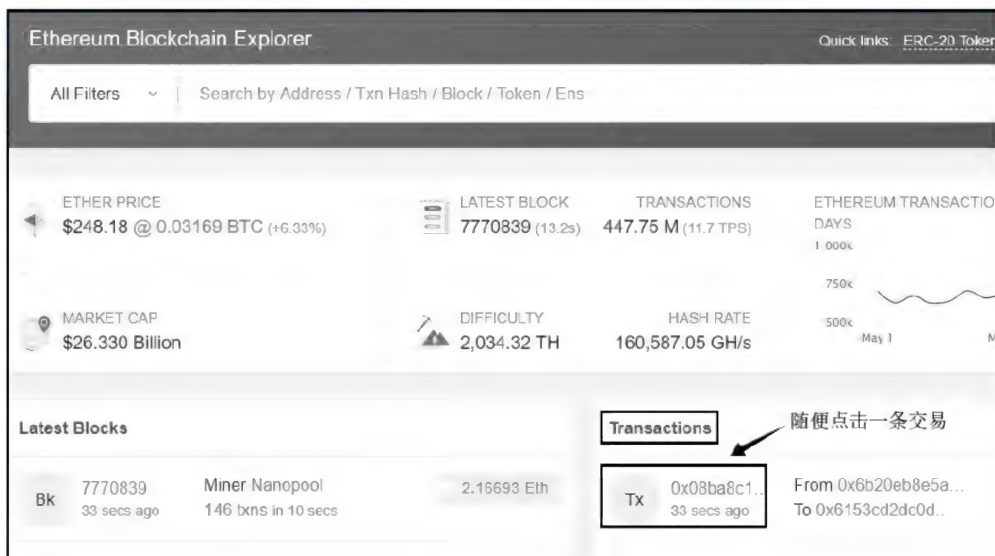 Ethereum Blockchain Explorer
Quick links: ERC-20 Token
All Filters
Search by Address / Txn Hash / Block / Token / Ens
ETHER PRICE
$248.18 @ 0.03169 BTC (+6.33%)
LATEST BLOCK
7770839 (13.2s)
TRANSACTIONS
447.75 M (11.7 TPS)
ETHEREUM TRANSACTIO
DAYS
1 000k
750k
500k
May 1
MARKET CAP
$26.330 Billion
DIFFICULTY
2,034.32 TH
HASH RATE
160,587.05 GH/s
Latest Blocks
Bk
7770839
33 secs ago
Miner Nanopool
146 txns in 10 secs
2.16693 Eth
Transactions
随便点击一条交易
Tx
0x08ba8c1..
33 secs ago
From 0x6b20eb8e5a...
To 0x6153cd2dc0d..